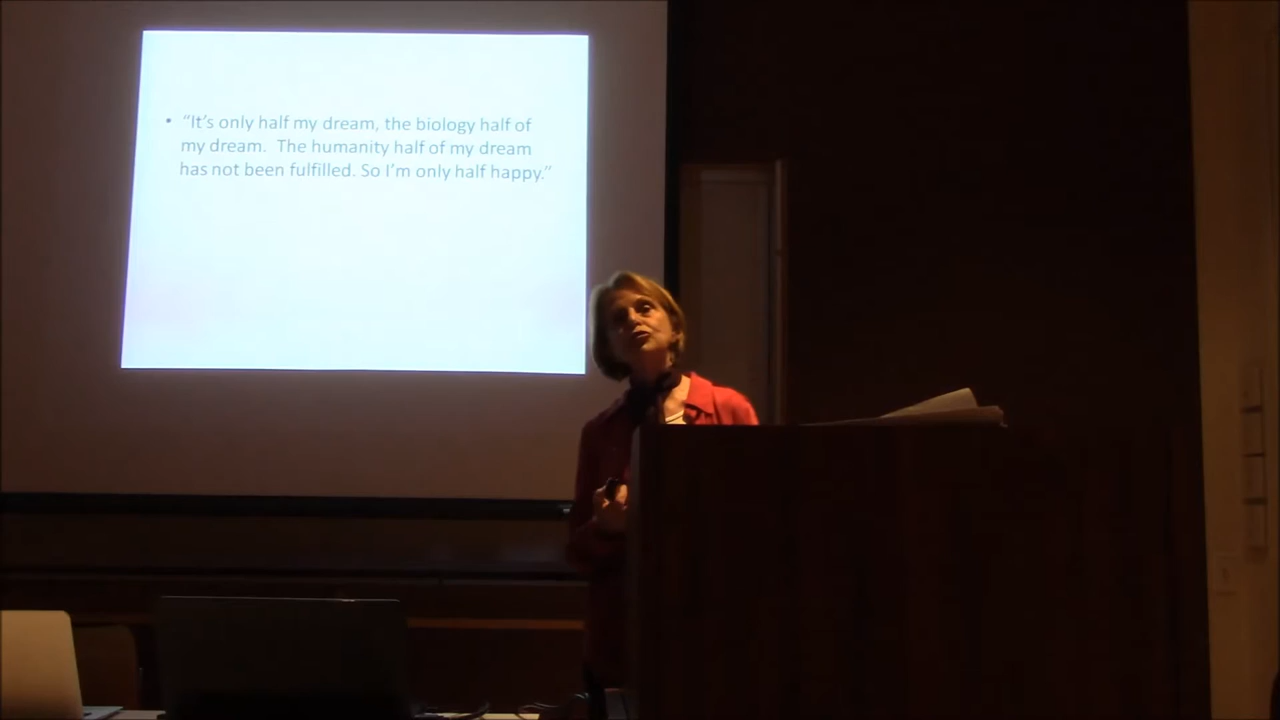 • “It’s only half my dream, the biology half of
my dream.  The humanity half of my dream
has not been fulfilled. So I’m only half happy.”